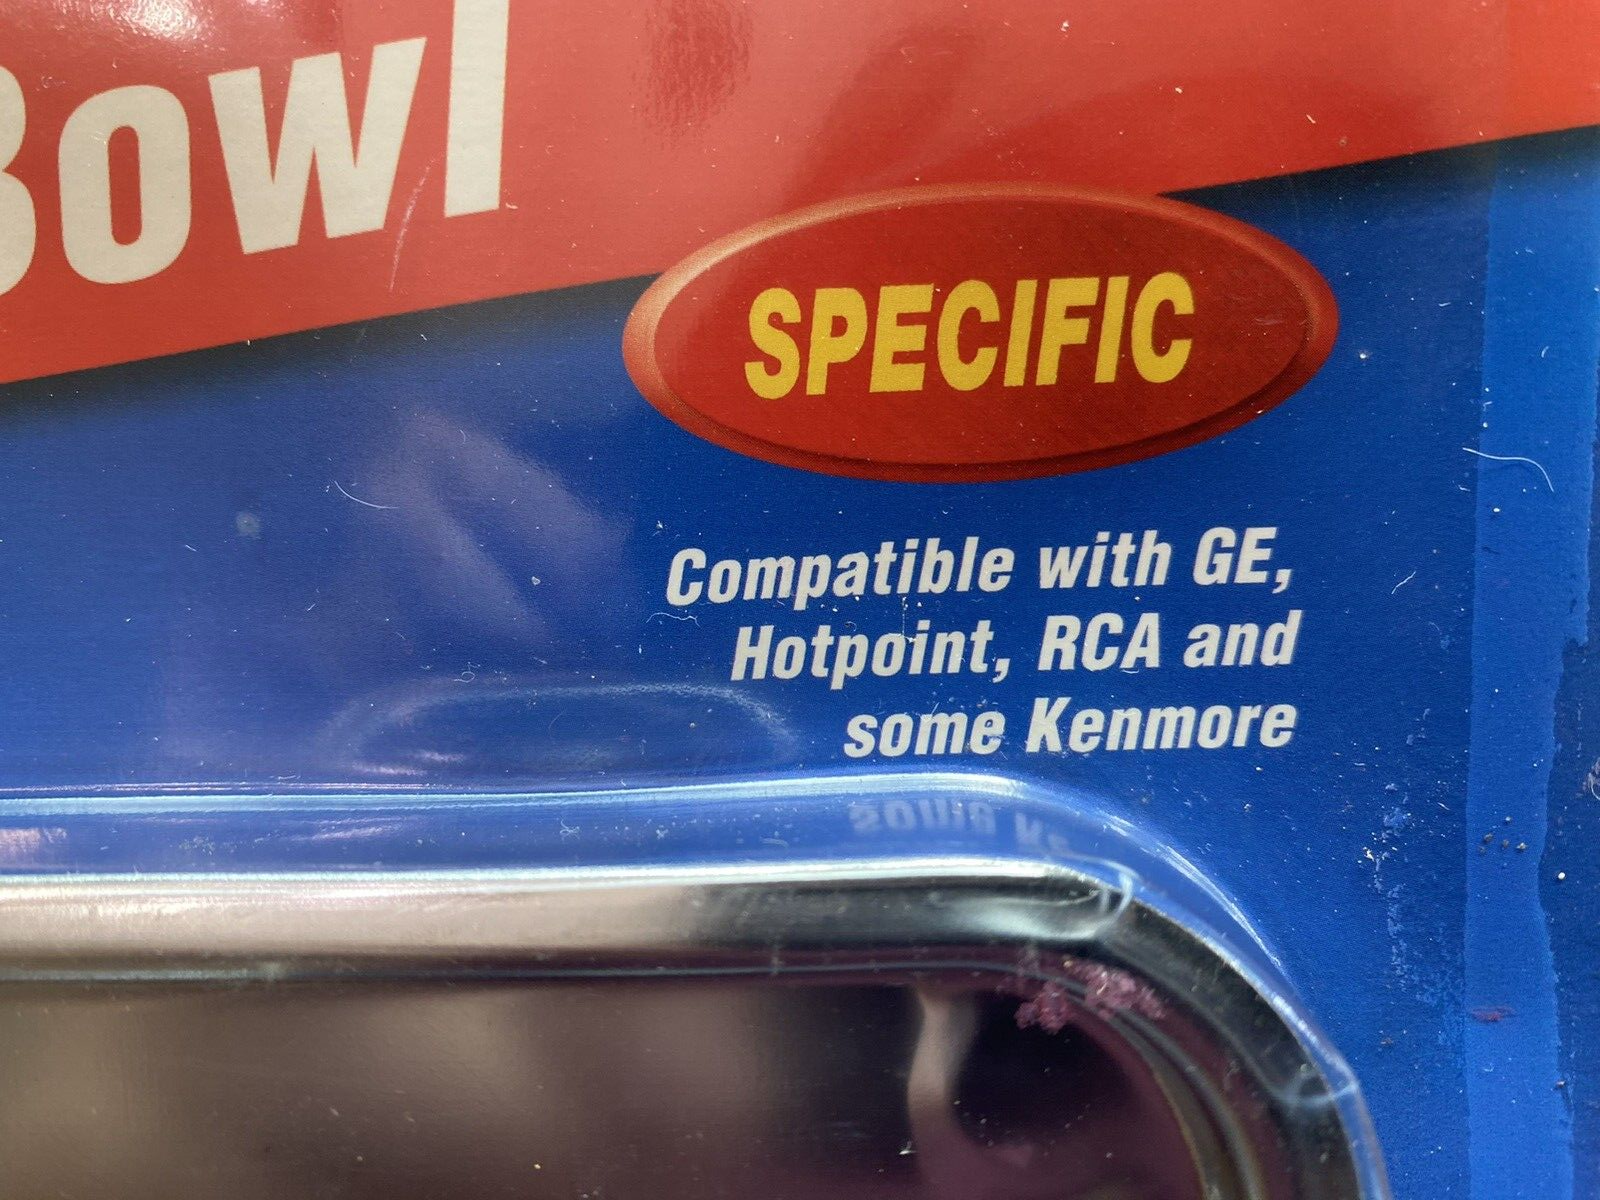 Bowl
SPECIFIC
Compatible with GE,
Hotpoint, RCA and
some Kenmore